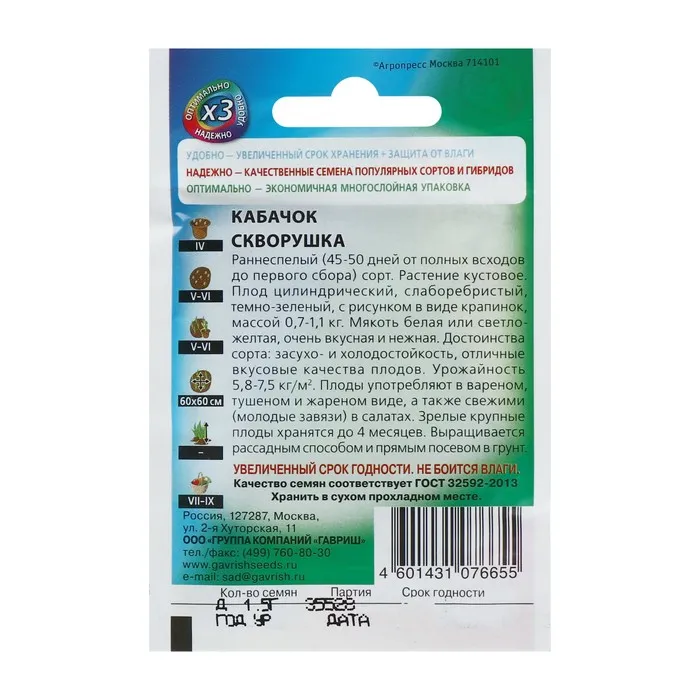 ©Агропресс Москва 714101
ОПТИМАЛЬНО
УДОБНО
x3
НАДЕЖНО
УДОБНО — УВЕЛИЧЕННЫЙ СРОК ХРАНЕНИЯ + ЗАЩИТА ОТ ВЛАГИ
НАДЕЖНО — КАЧЕСТВЕННЫЕ СЕМЕНА ПОПУЛЯРНЫХ СОРТОВ И ГИБРИДОВ
ОПТИМАЛЬНО — ЭКОНОМИЧНАЯ МНОГОСЛОЙНАЯ УПАКОВКА
КАБАЧОК
СКВОРУШКА
IV
V-VI
V-VI
60x60 см
–
VII-IX
Раннеспелый (45-50 дней от полных всходов
до первого сбора) сорт. Растение кустовое.
Плод цилиндрический, слаборебристый,
темно-зеленый, с рисунком в виде крапинок,
массой 0,7-1,1 кг. Мякоть белая или светло-
желтая, очень вкусная и нежная. Достоинства
сорта: засухо- и холодостойкость, отличные
вкусовые качества плодов. Урожайность
5,8-7,5 кг/м². Плоды употребляют в вареном,
тушеном и жареном виде, а также свежими
(молодые завязи) в салатах. Зрелые крупные
плоды хранятся до 4 месяцев. Выращивается
рассадным способом и прямым посевом в грунт.
УВЕЛИЧЕННЫЙ СРОК ГОДНОСТИ. НЕ БОИТСЯ ВЛАГИ.
Качество семян соответствует ГОСТ 32592-2013
Хранить в сухом прохладном месте.
Россия, 127287, Москва,
ул. 2-я Хуторская, 11
ООО «ГРУППА КОМПАНИЙ «ГАВРИШ»
тел./факс: (499) 760-80-30
www.gavrishseeds.ru
e-mail: sad@gavrish.ru
4 601431 076655
Кол-во семян Партия Срок годности
Д 1.5Г 35528
ГОД УР ДАТА